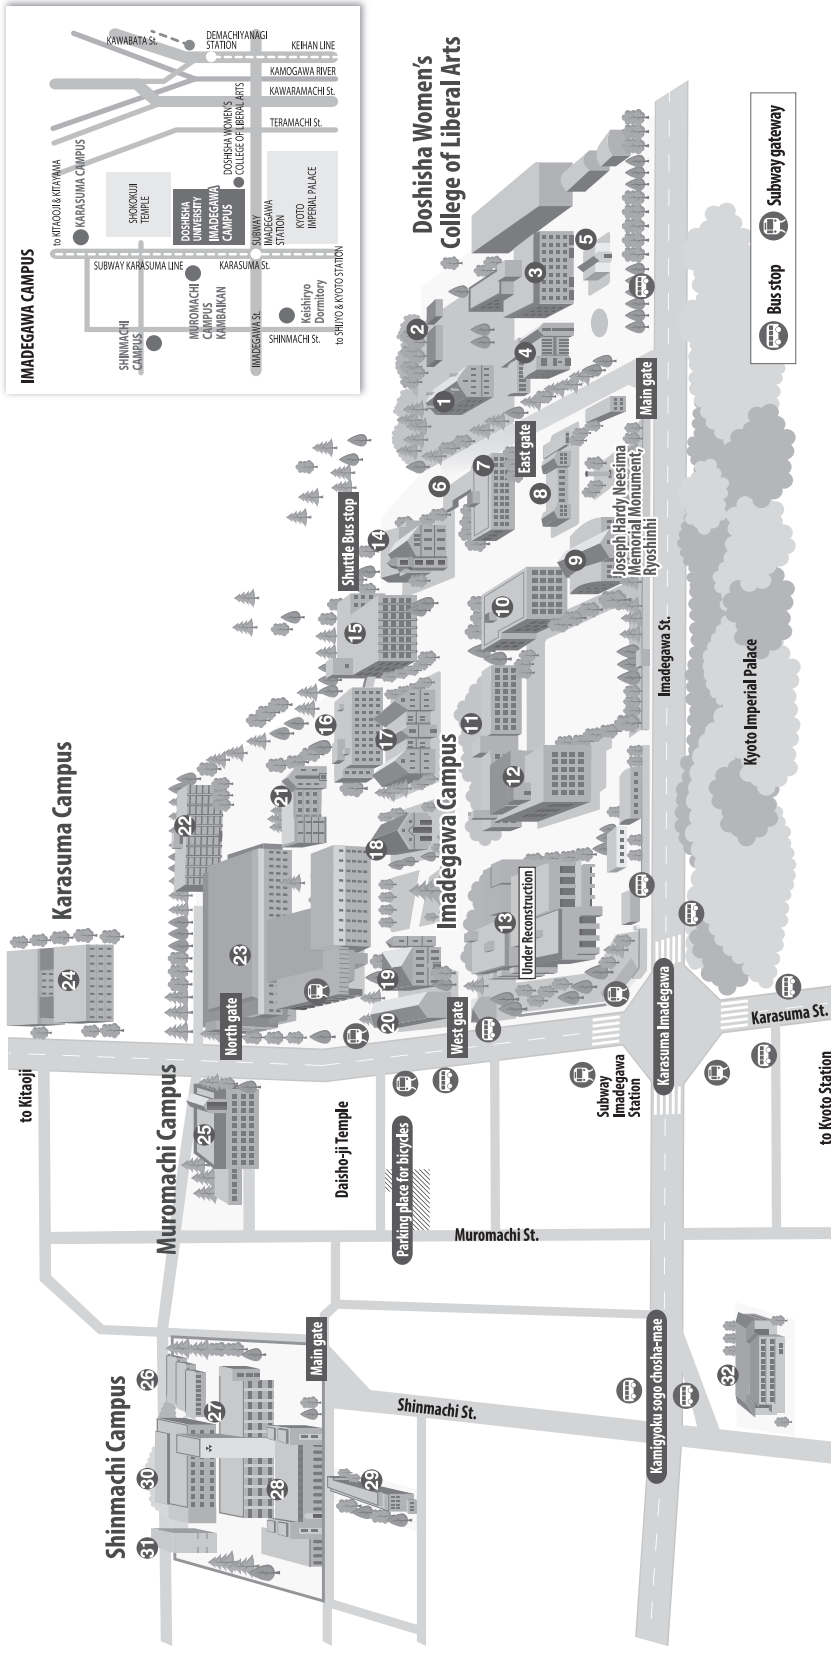 IMADEGAWA CAMPUS
to KITAOOJI & KITAYAMA
KARASUMA CAMPUS
KAWABATA St.
DEMACHIYANAGI
STATION
KEIHAN LINE
KAMOGAWA RIVER
KAWARAMACHI St.
TERAMACHI St.
SHOKOKUJI
TEMPLE
DOSHISHA
UNIVERSITY
IMADEGAWA
CAMPUS
DOSHISHA WOMEN'S
COLLEGE OF LIBERAL ARTS
SUBWAY KARASUMA LINE
KARASUMA St.
SUBWAY
IMADEGAWA
STATION
KYOTO
IMPERIAL PALACE
SHINMACHI
CAMPUS
MUROMACHI
CAMPUS
KAMBAIKAN
IMADEGAWA St.
Keishiryo
Dormitory
SHINMACHI St.
to SHIJYO & KYOTO STATION
Karasuma Campus
24
to Kitaoji
Muromachi Campus
25
North gate
Shinmachi Campus
26
27
28
29
30
31
Main gate
Shinmachi St.
Daisho-ji Temple
Parking place for bicycles
Muromachi St.
West gate
Imadegawa Campus
22
23
21
20
19
18
17
16
15
14
Shuttle Bus stop
13
Under Reconstruction
12
11
10
9
8
7
6
East gate
Joseph Hardy Neesima
Memorial Monument,
Ryoshinhi
Doshisha Women's
College of Liberal Arts
1
2
3
4
5
Main gate
Imadegawa St.
Kyoto Imperial Palace
Karasuma Imadegawa
Subway
Imadegawa
Station
Karasuma St.
to Kyoto Station
Kamigyoku sogo chosha-mae
32
Bus stop
Subway gateway